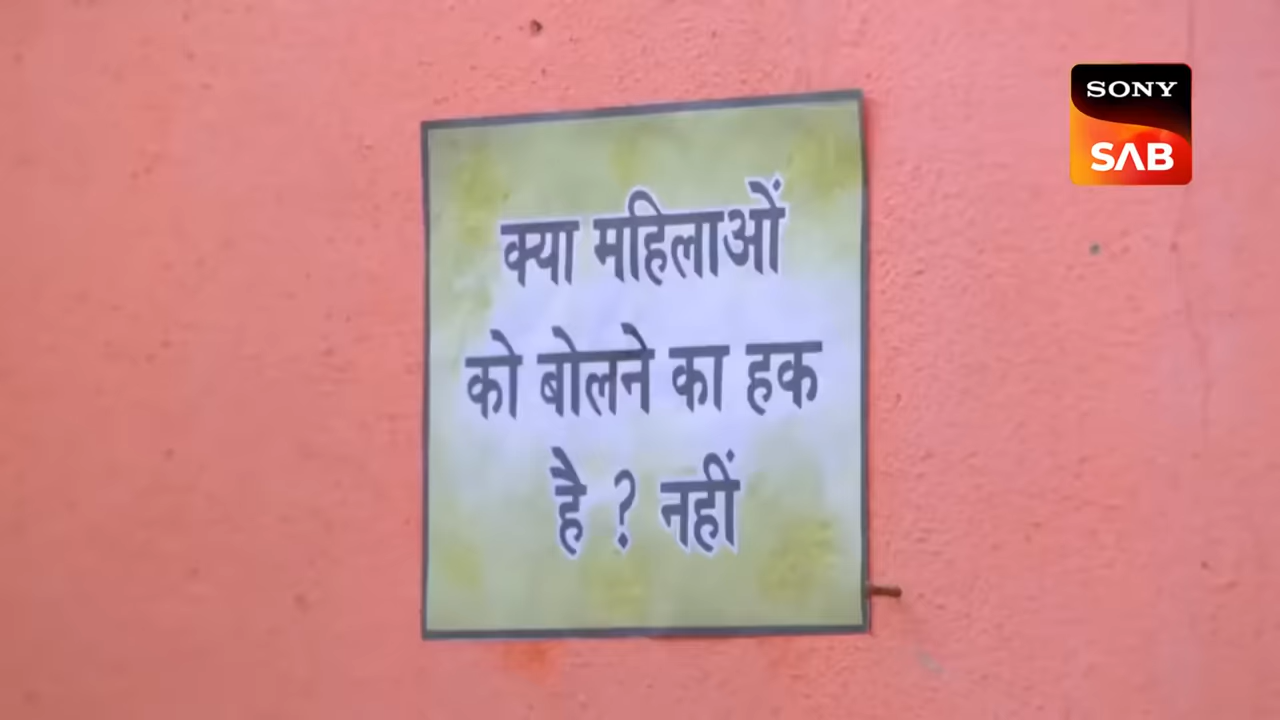 SONY
SAB
क्या महिलाओं
को बोलने का हक
है ? नहीं